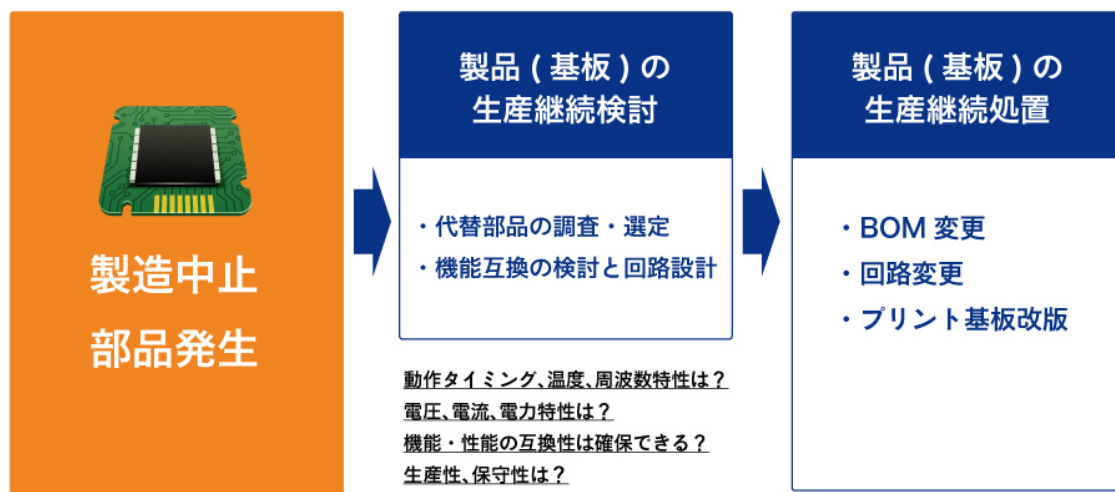 製造中止
部品発生
製品 ( 基板 ) の
生産継続検討
・代替部品の調査・選定
・機能互換の検討と回路設計
動作タイミング、温度、周波数特性は？
電圧、電流、電力特性は？
機能・性能の互換性は確保できる？
生産性、保守性は？
製品 ( 基板 ) の
生産継続処置
・BOM 変更
・回路変更
・プリント基板改版